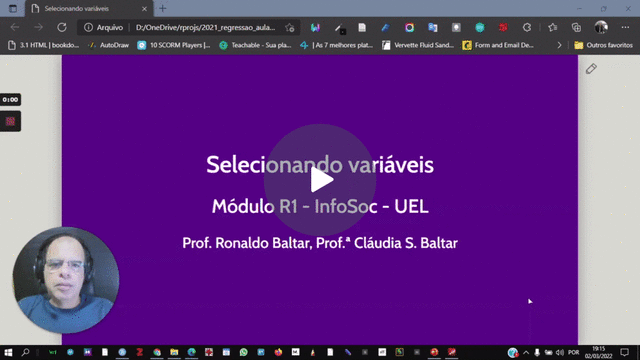 Selecionando variáveis
Arquivo
D:/OneDrive/rprojs/2021_regressao_aula...
3.1 HTML | bookdo...
AutoDraw
10 SCORM Players |...
Teachable - Sua pla...
| As 7 melhores plat...
Vervette Fluid Sand...
Form and Email De...
Outros favoritos
0:00
Selecionando variáveis
Módulo R1 - InfoSoc - UEL
Prof. Ronaldo Baltar, Prof.ª Cláudia S. Baltar
POR
19:15
02/03/2022